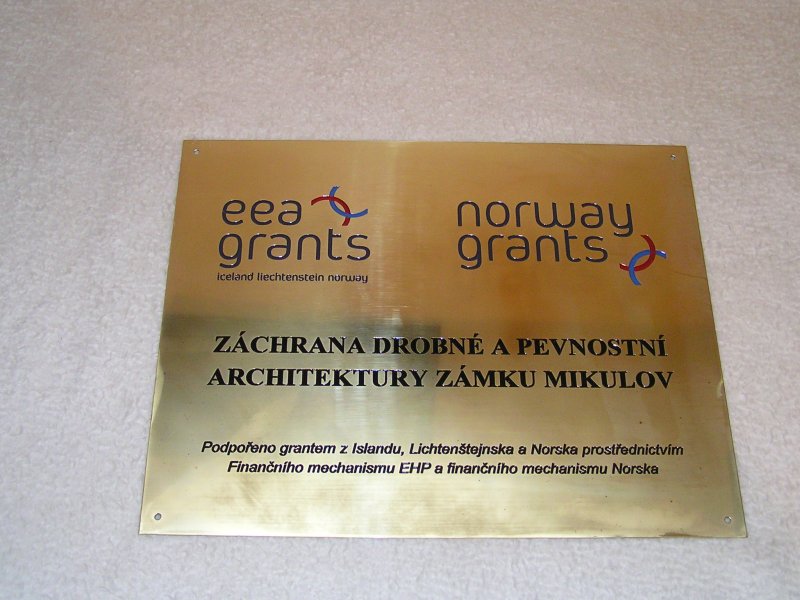 eea
grants
iceland liechtenstein norway
norway
grants
ZÁCHRANA DROBNÉ A PEVNOSTNÍ
ARCHITEKTURY ZÁMKU MIKULOV
Podpořeno grantem z Islandu, Lichtenštejnska a Norska prostřednictvím
Finančního mechanismu EHP a finančního mechanismu Norska